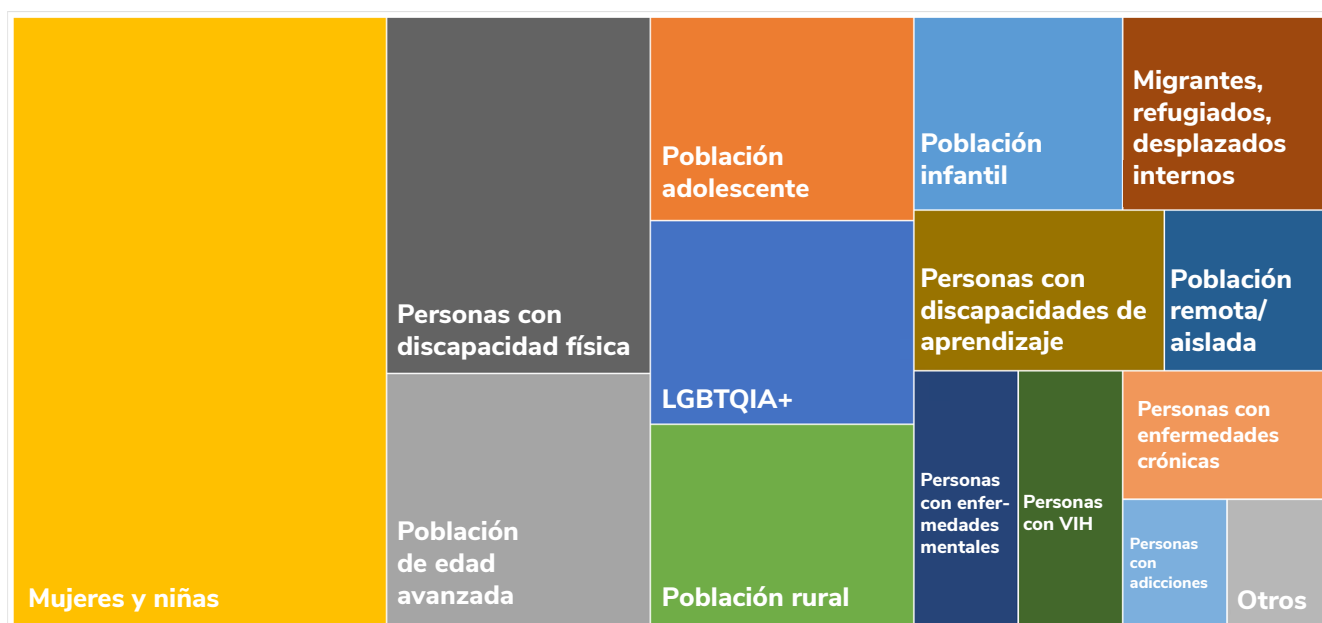 Mujeres y niñas
Personas con
discapacidad física
Población
de edad
avanzada
Población
adolescente
LGBTQIA+
Población rural
Población
infantil
Migrantes,
refugiados,
desplazados
internos
Personas con
discapacidades de
aprendizaje
Población
remota/
aislada
Personas
con enfer-
medades
mentales
Personas
con VIH
Personas con
enfermedades
crónicas
Personas
con
adicciones
Otros